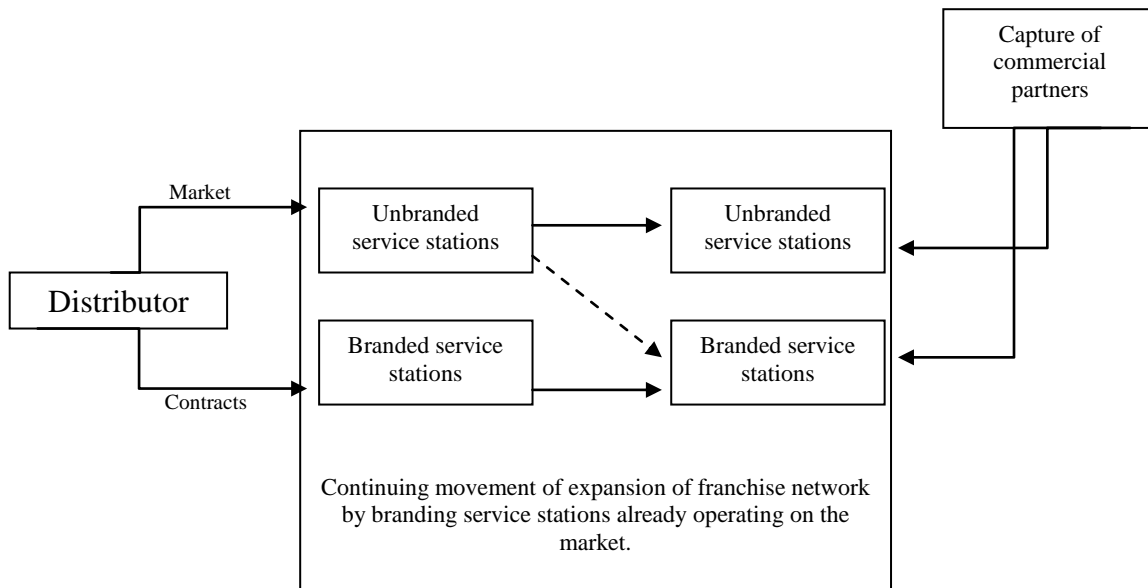 Capture of
commercial
partners
Market
Unbranded
service stations
Unbranded
service stations
Distributor
Branded service
stations
Branded service
stations
Contracts
Continuing movement of expansion of franchise network
by branding service stations already operating on the
market.